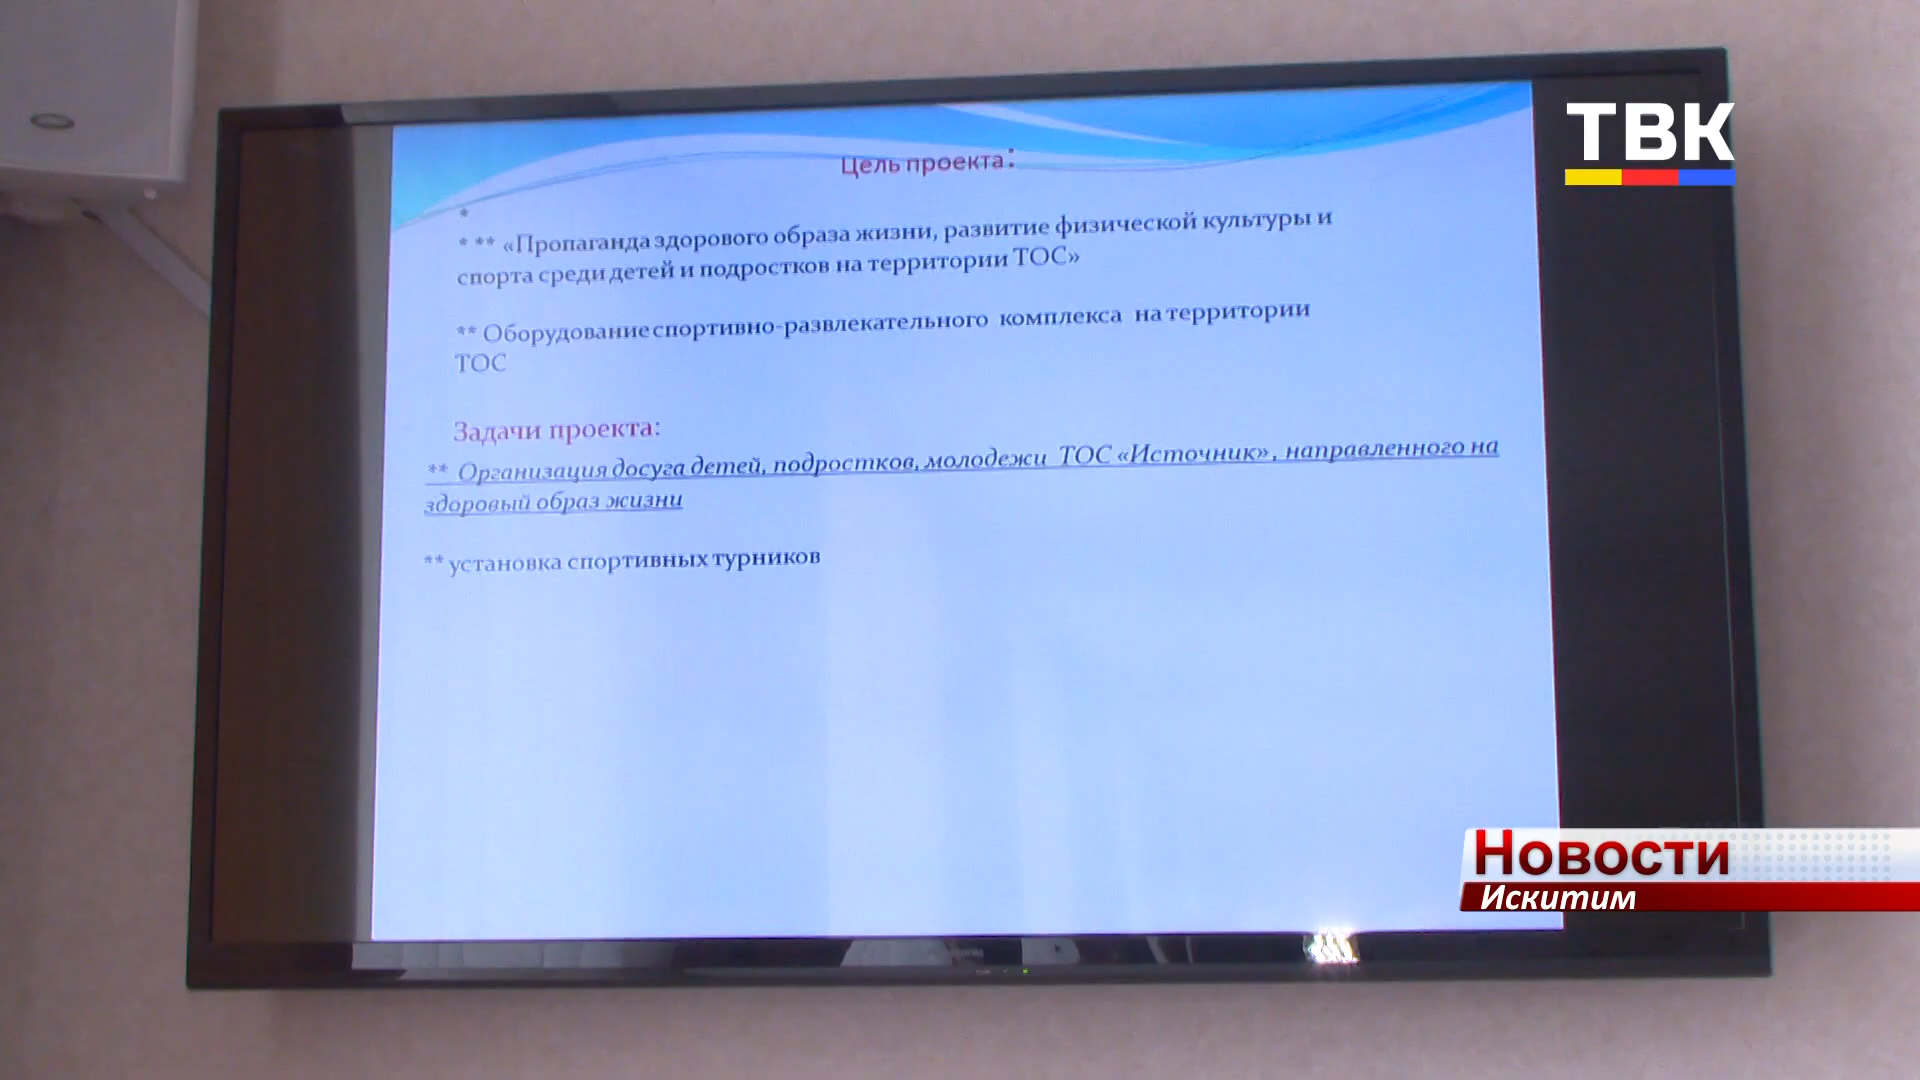 ТВК
Цель проекта:
*
* ** «Пропаганда здорового образа жизни, развитие физической культуры и
спорта среди детей и подростков на территории ТОС»
** Оборудование спортивно-развлекательного комплекса на территории
ТОС
Задачи проекта:
** Организация досуга детей, подростков, молодежи ТОС «Источник», направленного на
здоровый образ жизни
** установка спортивных турников
Новости
Искитим